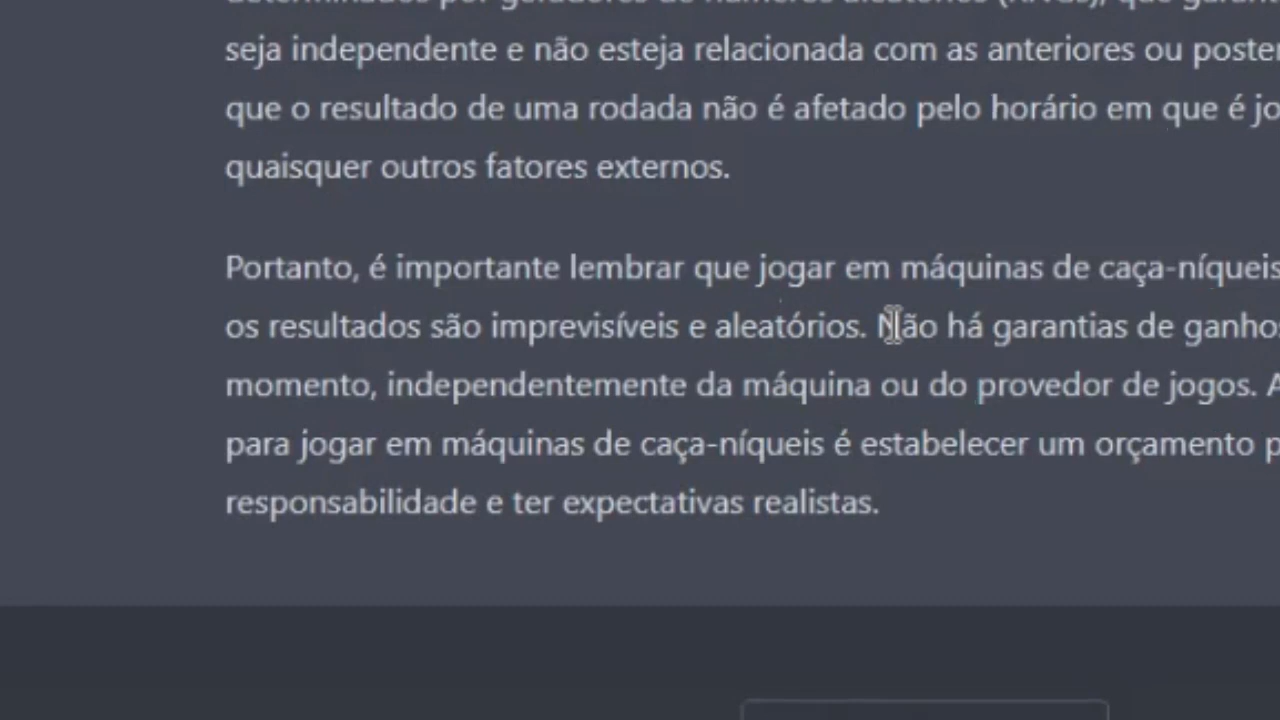 seja independente e não esteja relacionada com as anteriores ou
que o resultado de uma rodada não é afetado pelo horário em que é
quaisquer outros fatores externos.
Portanto, é importante lembrar que jogar em máquinas de caça-níqueis
os resultados são imprevisíveis e aleatórios. Não há garantias de
momento, independentemente da máquina ou do provedor de jogos.
para jogar em máquinas de caça-níqueis é estabelecer um orçamento
responsabilidade e ter expectativas realistas.